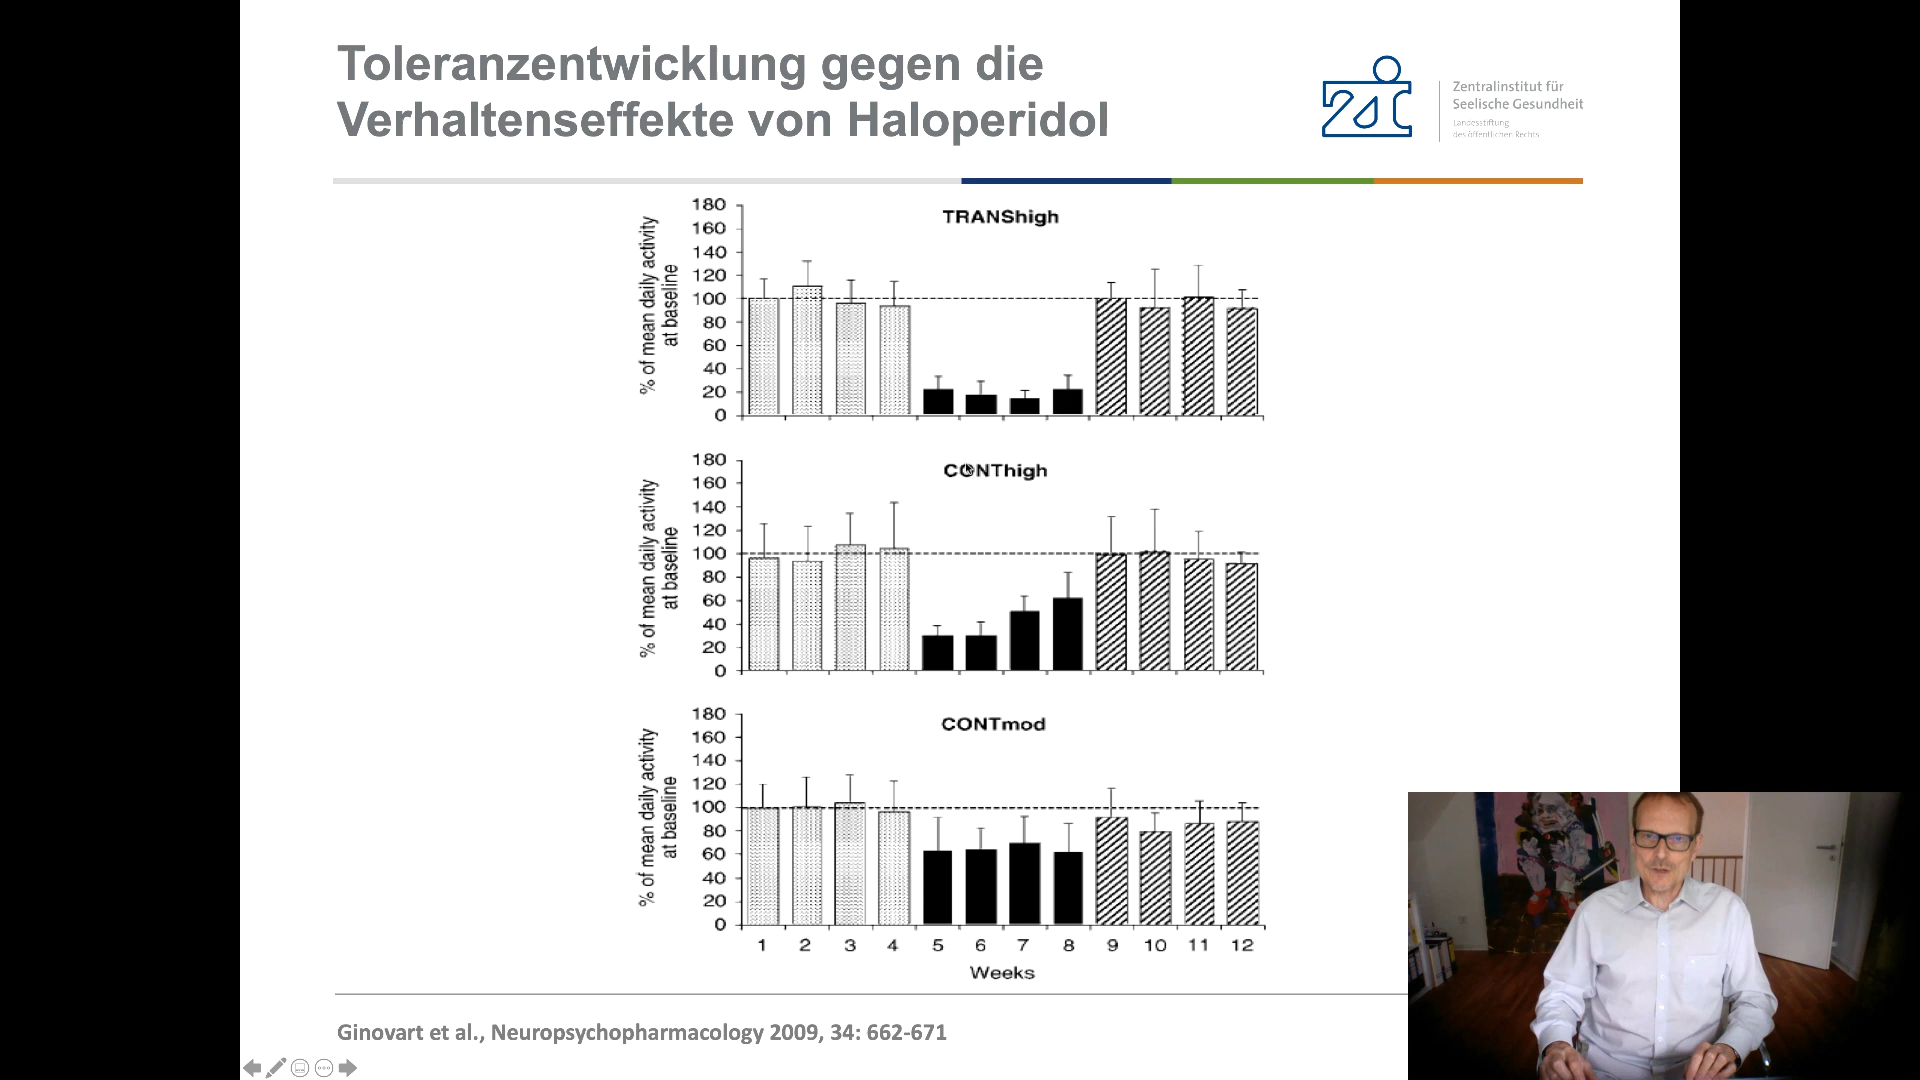 Toleranzentwicklung gegen die
Verhaltenseffekte von Haloperidol
Zentralinstitut für
Seelische Gesundheit
Landesstiftung
des öffentlichen Rechts
TRANShigh
% of mean daily activity
at baseline
180
160
140
120
100
80
60
40
20
0
CONThigh
% of mean daily activity
at baseline
180
160
140
120
100
80
60
40
20
0
CONTmod
% of mean daily activity
at baseline
180
160
140
120
100
80
60
40
20
0
1 2 3 4 5 6 7 8 9 10 11 12
Weeks
Ginovart et al., Neuropsychopharmacology 2009, 34: 662-671